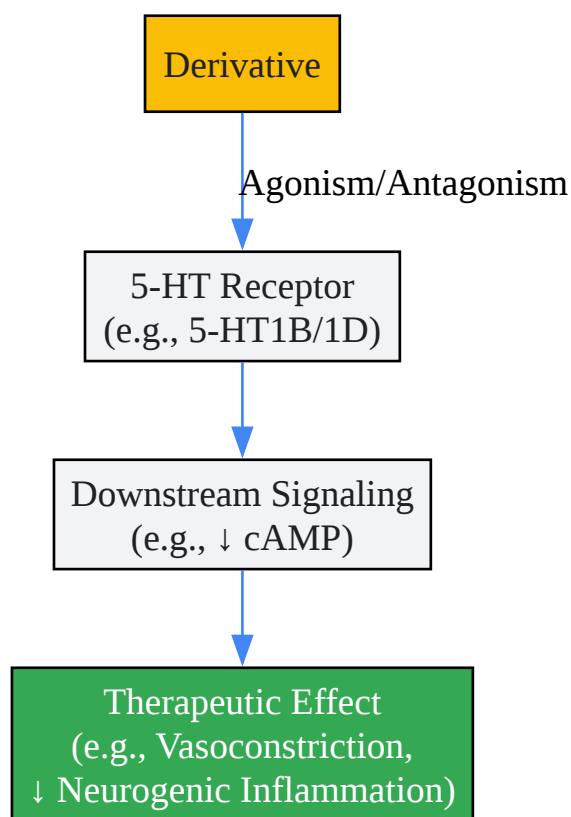 Derivative
Agonism/Antagonism
5-HT Receptor
(e.g., 5-HT1B/1D)
Downstream Signaling
(e.g., ↓ cAMP)
Therapeutic Effect
(e.g., Vasoconstriction,
↓ Neurogenic Inflammation)